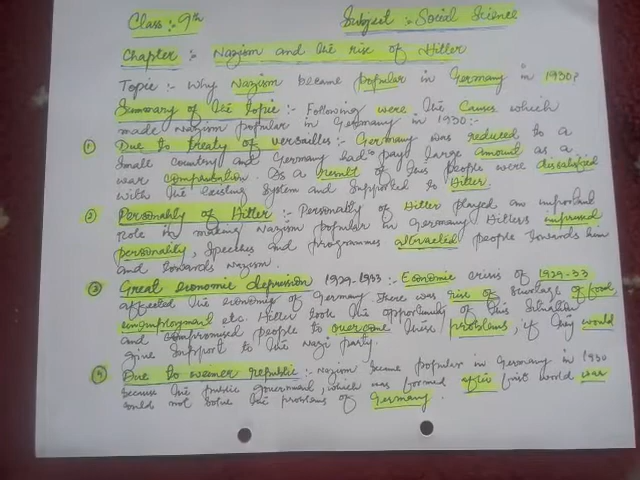 Class :- 9th Subject :- Social Science
Chapter :- Nazism and the rise of Hitler
Topic :- Why Nazism became popular in Germany in 1930?
Summary of the topic :- Following were the Causes which
made Nazism popular in Germany in 1930 :-
① Due to treaty of versailles :- Germany was reduced to a
small country and Germany had pay large amount as a
war . As a result of this people were
with the existing System and Supported to Hitler.
② Personality of Hitler :- Personality of Hitler played an important
Role in making Nazism popular in Germany Hitlers
personality, Speeches and programmes attracted people towards him
and towards Nazism.
③ Great economic depression 1929-1933 :- Economic crisis of 1929-33
affected the economy of Germany. There was rise of shortage of food,
etc. Hitler took the opportunity of this Situation
and people to overcome these problems, if they would
give Support to the Nazi party.
④ Due to republic :- Nazism became popular in Germany in 1930
because the public government, which was formed after first world war
could not solve the problems of Germany.